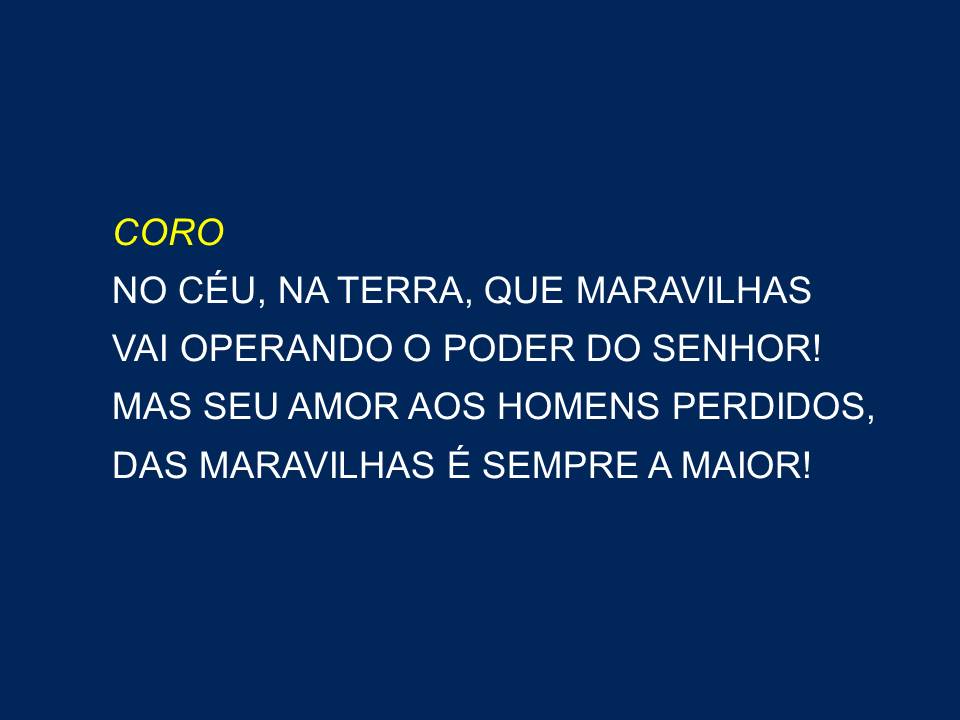 CORO
NO CÉU, NA TERRA, QUE MARAVILHAS
VAI OPERANDO O PODER DO SENHOR!
MAS SEU AMOR AOS HOMENS PERDIDOS,
DAS MARAVILHAS É SEMPRE A MAIOR!